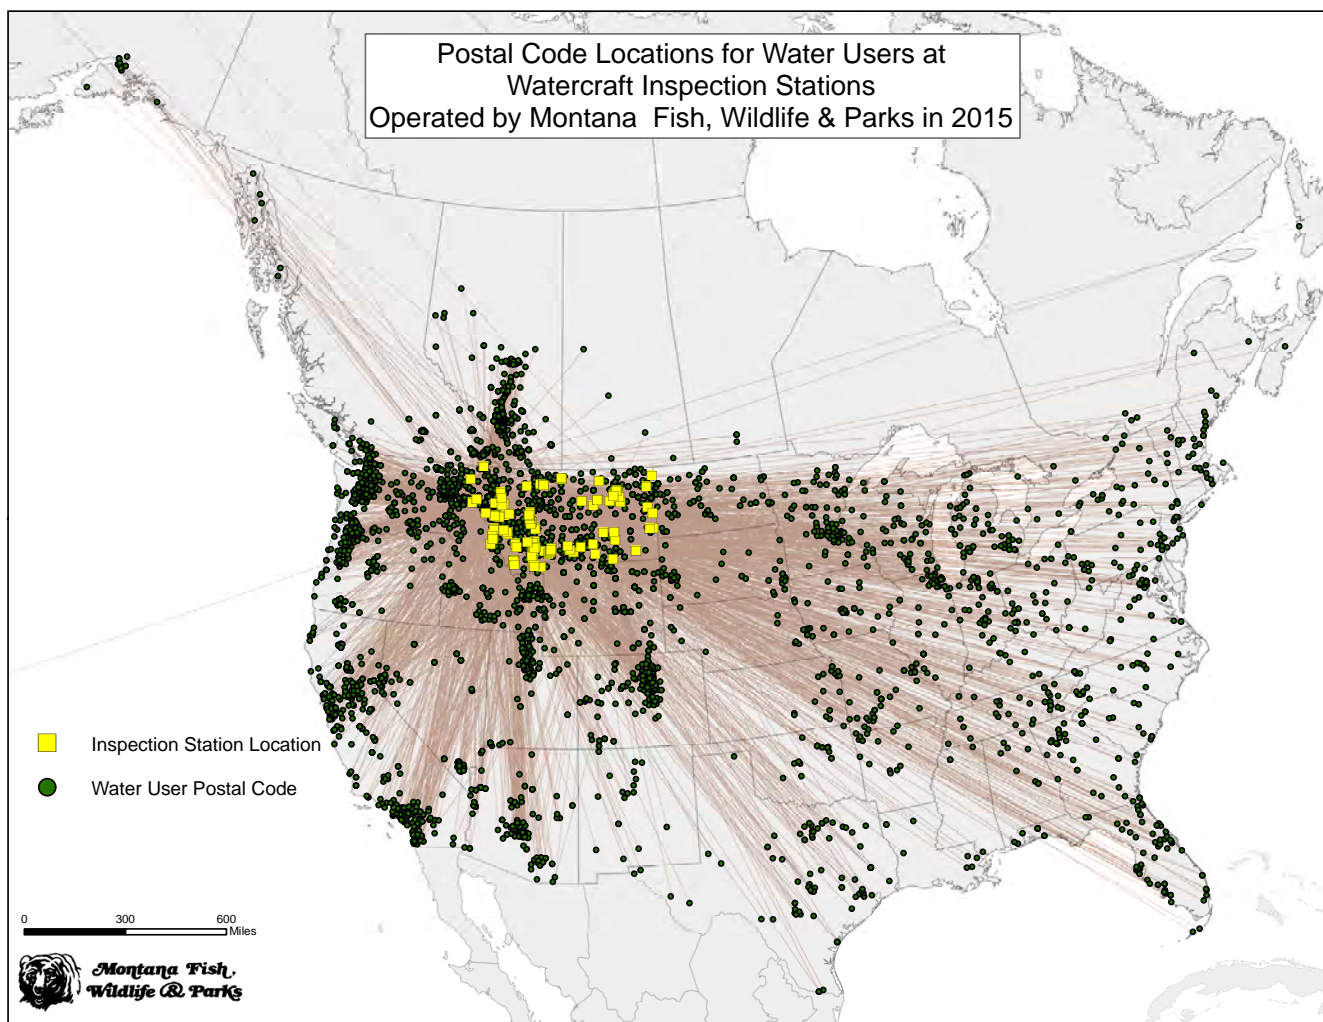 Postal Code Locations for Water Users at
Watercraft Inspection Stations
Operated by Montana  Fish, Wildlife & Parks in 2015
Inspection Station Location
Water User Postal Code
0 300 600
Miles
Montana Fish,
Wildlife & Parks